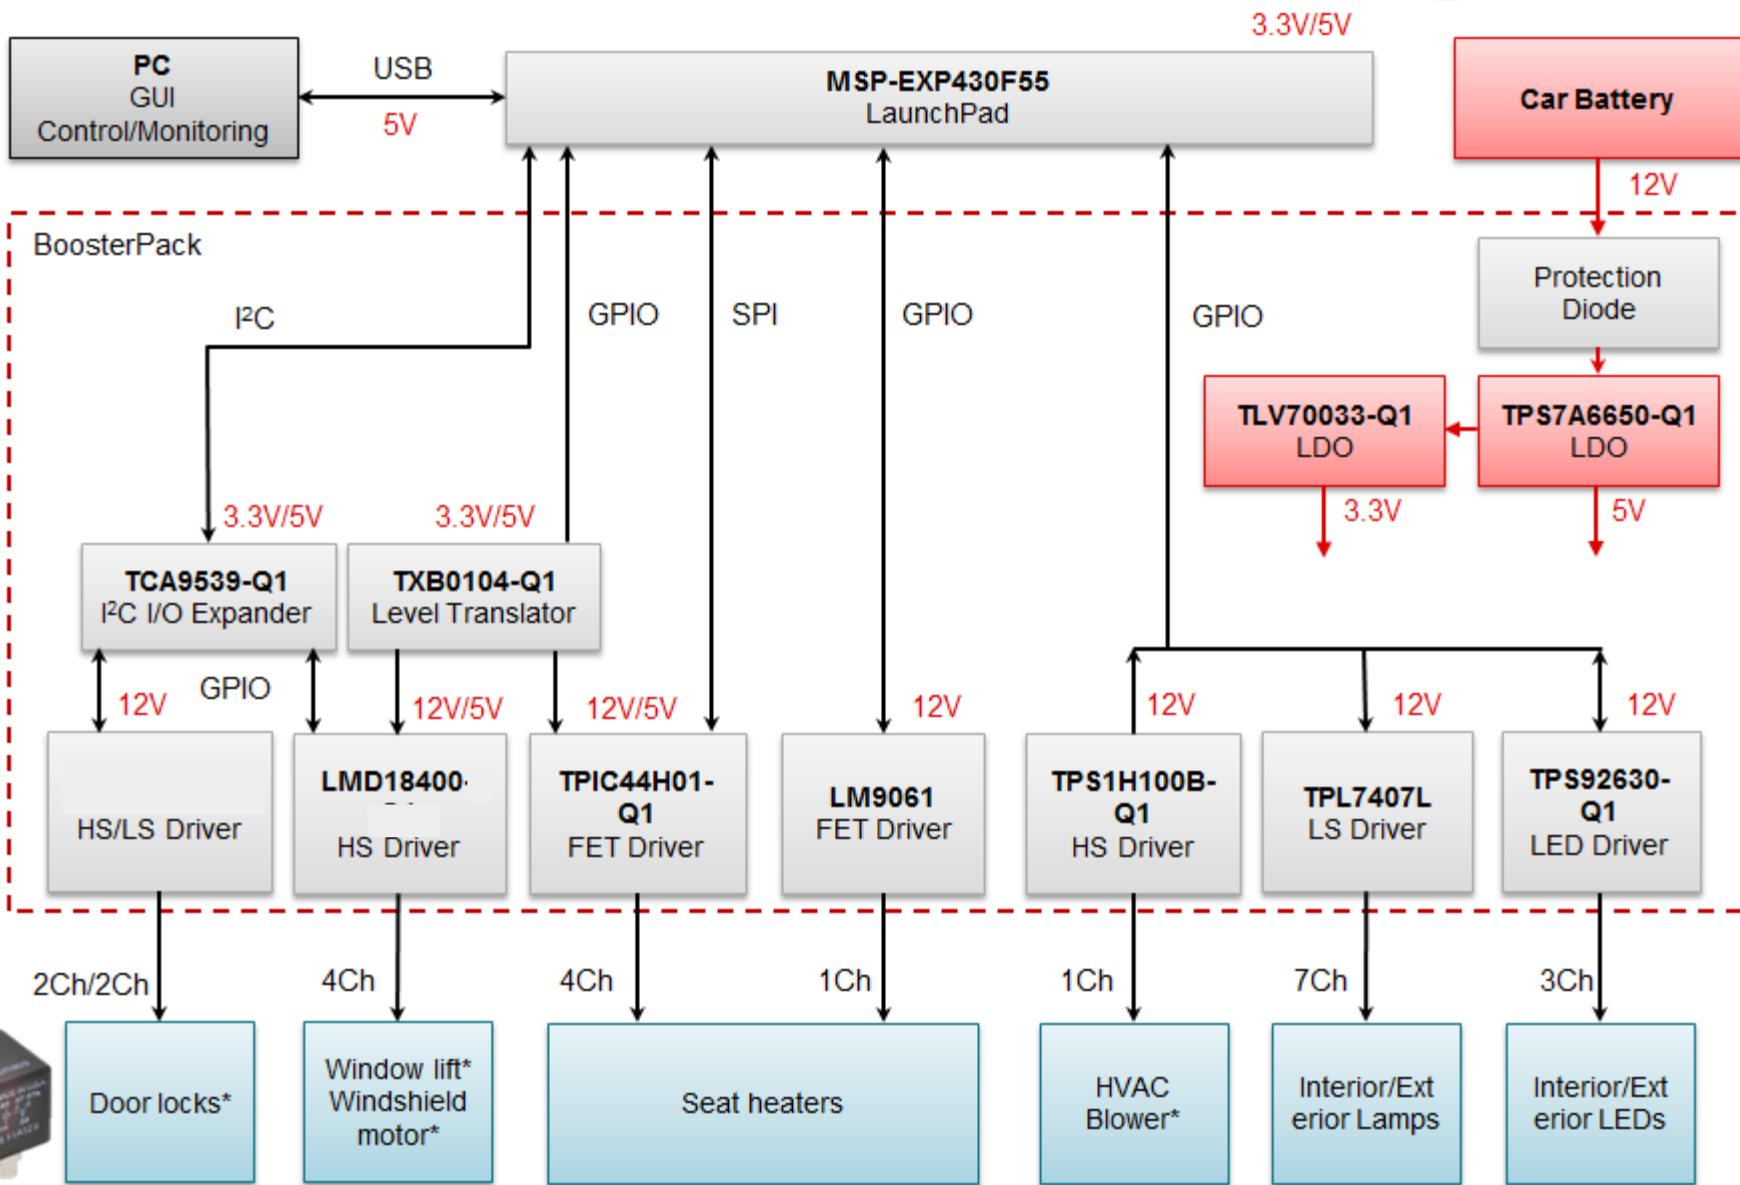 3.3V/5V
PC
GUI
Control/Monitoring
USB
5V
MSP-EXP430F55
LaunchPad
Car Battery
12V
BoosterPack
Protection
Diode
I²C
GPIO
SPI
GPIO
GPIO
TLV70033-Q1
LDO
TPS7A6650-Q1
LDO
3.3V
5V
3.3V/5V
3.3V/5V
TCA9539-Q1
I²C I/O Expander
TXB0104-Q1
Level Translator
GPIO
12V
12V/5V
12V/5V
12V
12V
12V
12V
HS/LS Driver
LMD18400-
HS Driver
TPIC44H01-
Q1
FET Driver
LM9061
FET Driver
TPS1H100B-
Q1
HS Driver
TPL7407L
LS Driver
TPS92630-
Q1
LED Driver
2Ch/2Ch
4Ch
4Ch
1Ch
1Ch
7Ch
3Ch
Door locks*
Window lift*
Windshield
motor*
Seat heaters
HVAC
Blower*
Interior/Ext
erior Lamps
Interior/Ext
erior LEDs